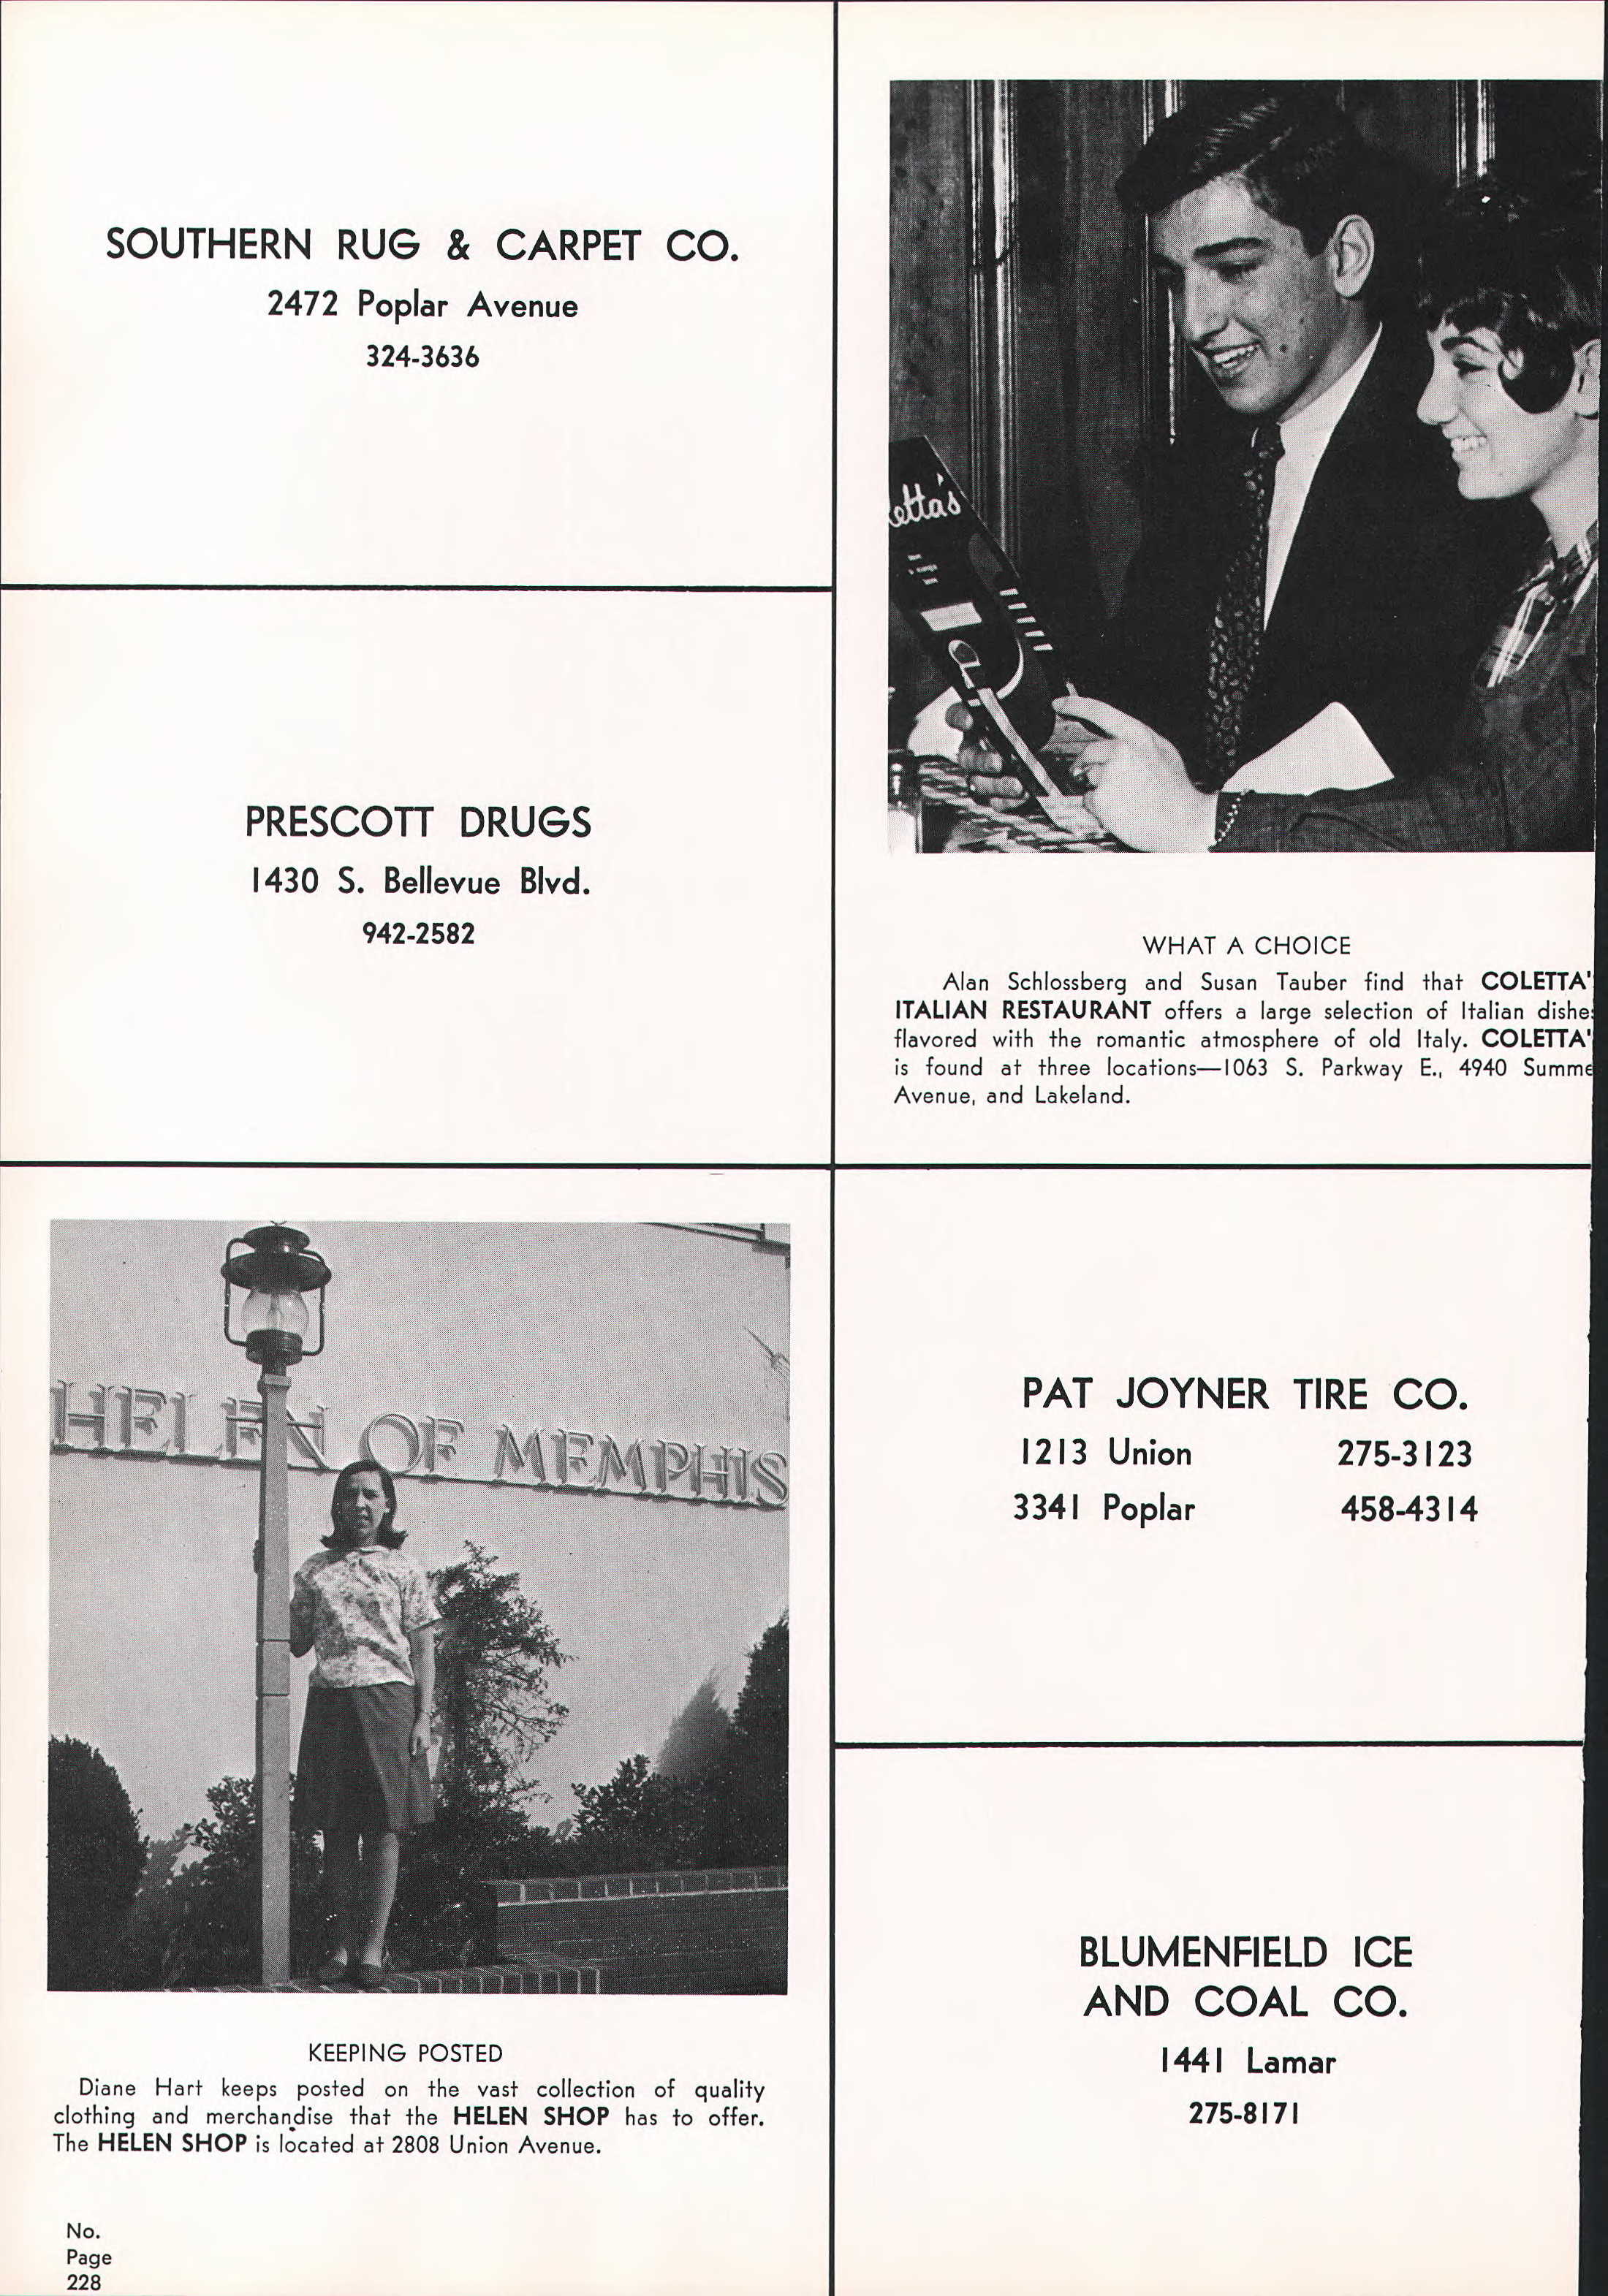 SOUTHERN RUG & CARPET CO.
2472 Poplar Avenue
324-3636
PRESCOTT DRUGS
1430 S. Bellevue Blvd.
942-2582
HELEN OF MEMPHIS
KEEPING POSTED
Diane Hart keeps posted on the vast collection of quality
clothing and merchandise that the HELEN SHOP has to offer.
The HELEN SHOP is located at 2808 Union Avenue.
No.
Page
228
etta's
WHAT A CHOICE
Alan Schlossberg and Susan Tauber find that COLETTA'
ITALIAN RESTAURANT offers a large selection of Italian dishe
flavored with the romantic atmosphere of old Italy. COLETTA'
is found at three locations—1063 S. Parkway E., 4940 Summe
Avenue, and Lakeland.
PAT JOYNER TIRE CO.
1213 Union 275-3123
3341 Poplar 458-4314
BLUMENFIELD ICE
AND COAL CO.
1441 Lamar
275-8171